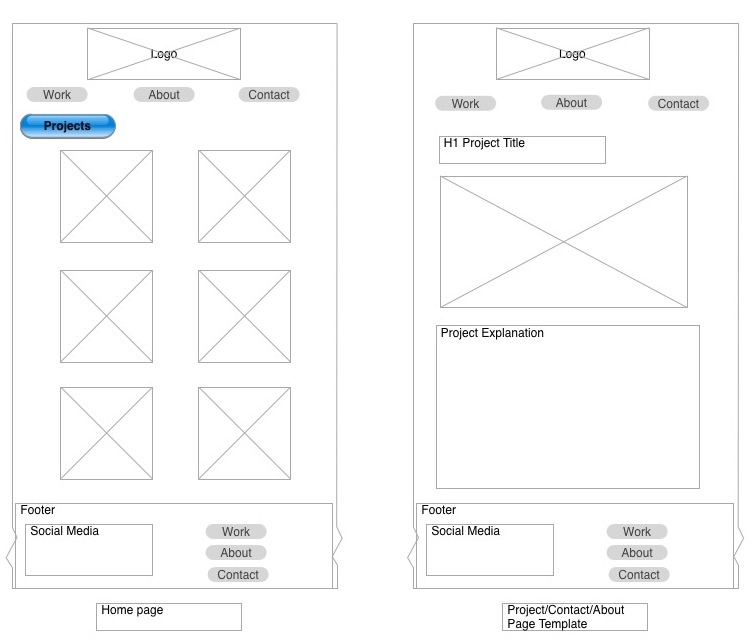 Logo
Work About Contact
Projects
Footer
Social Media
Work
About
Contact
Home page
Logo
Work About Contact
H1 Project Title
Project Explanation
Footer
Social Media
Work
About
Contact
Project/Contact/About
Page Template